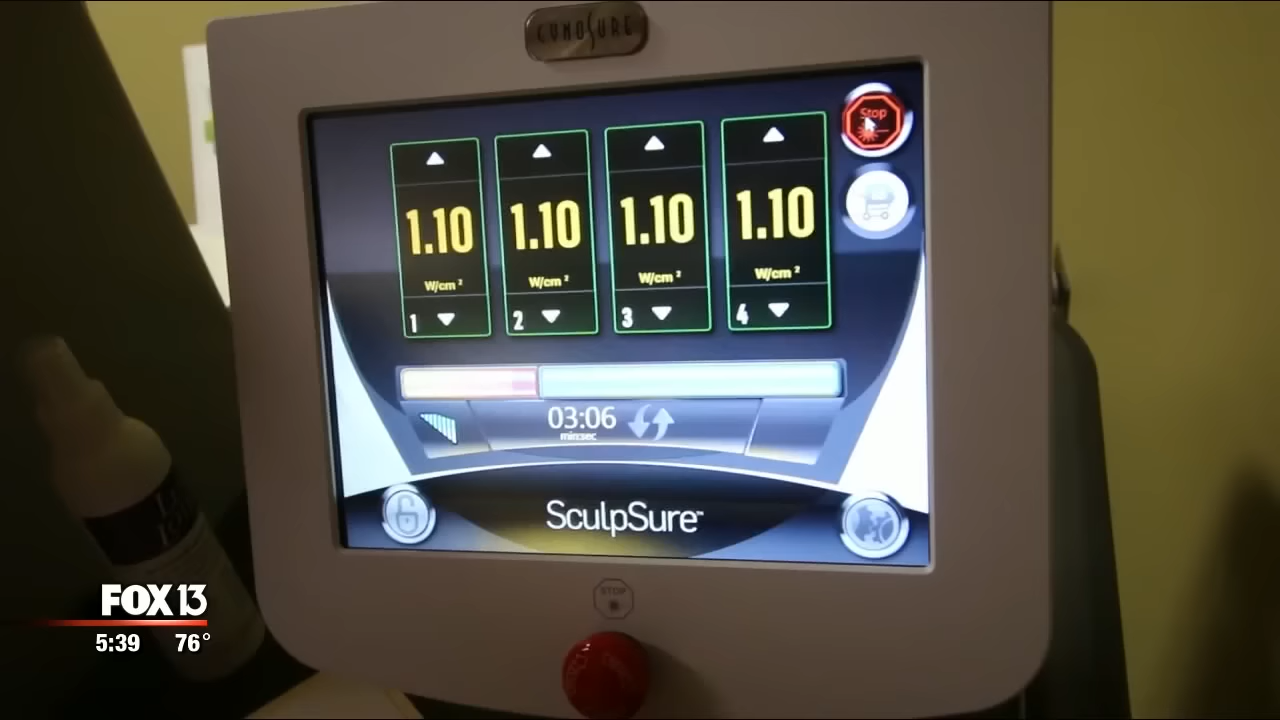 CYNOSURE
Stop
1.10 1.10 1.10 1.10
W/cm² W/cm² W/cm² W/cm²
1 2 3 4
03:06
min:sec
SculpSure™
STOP
FOX 13
5:39 76°